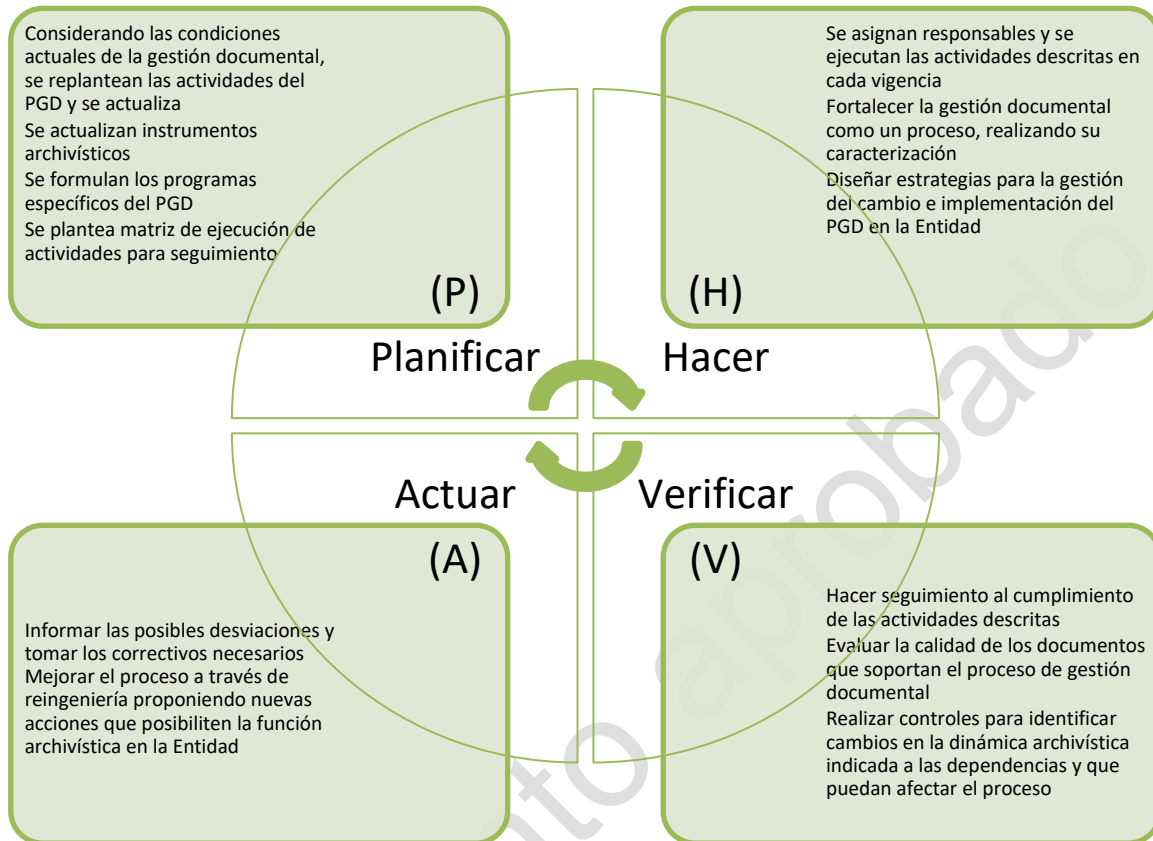 Considerando las condiciones
actuales de la gestión documental,
se replantean las actividades del
PGD y se actualiza
Se actualizan instrumentos
archivísticos
Se formulan los programas
específicos del PGD
Se plantea matriz de ejecución de
actividades para seguimiento
(P)
Planificar
Se asignan responsables y se
ejecutan las actividades descritas en
cada vigencia
Fortalecer la gestión documental
como un proceso, realizando su
caracterización
Diseñar estrategias para la gestión
del cambio e implementación del
PGD en la Entidad
(H)
Hacer
Actuar
(A)
Informar las posibles desviaciones y
tomar los correctivos necesarios
Mejorar el proceso a través de
reingeniería proponiendo nuevas
acciones que posibiliten la función
archivística en la Entidad
Verificar
(V)
Hacer seguimiento al cumplimiento
de las actividades descritas
Evaluar la calidad de los documentos
que soportan el proceso de gestión
documental
Realizar controles para identificar
cambios en la dinámica archivística
indicada a las dependencias y que
puedan afectar el proceso
aprobado